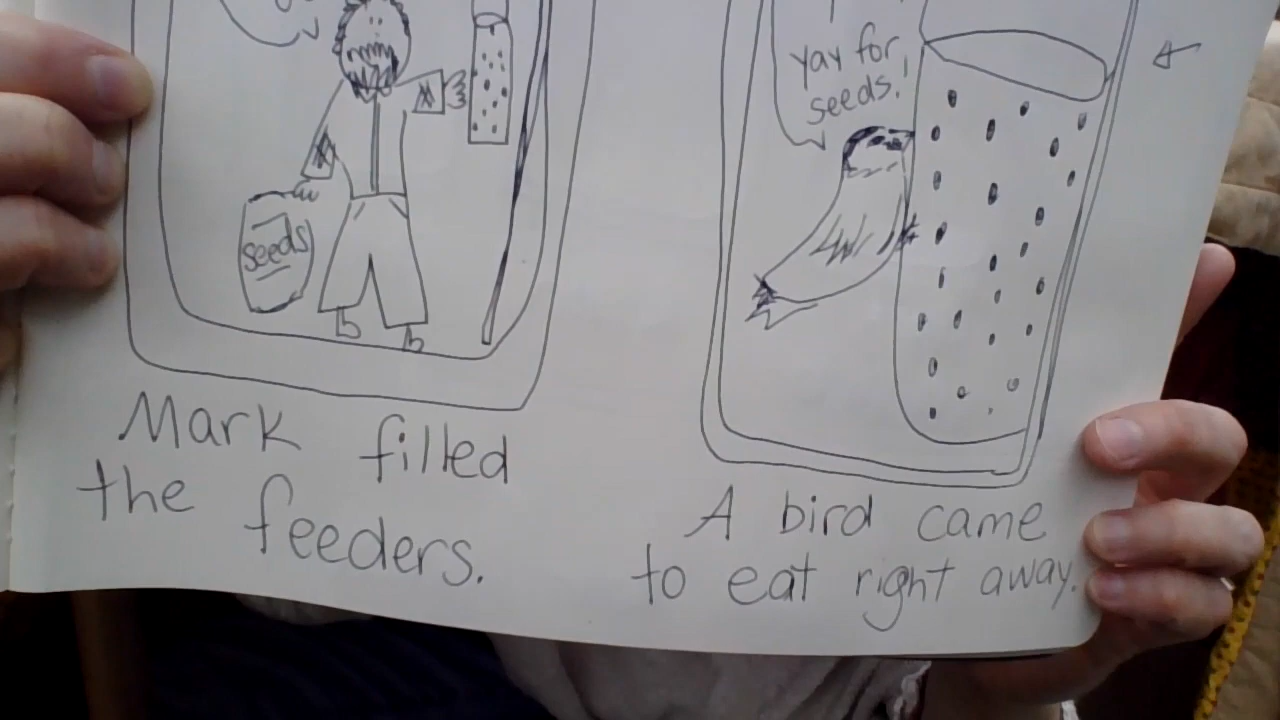 seeds
Mark filled
the feeders.
yay for
seeds!
A bird came
to eat right away.